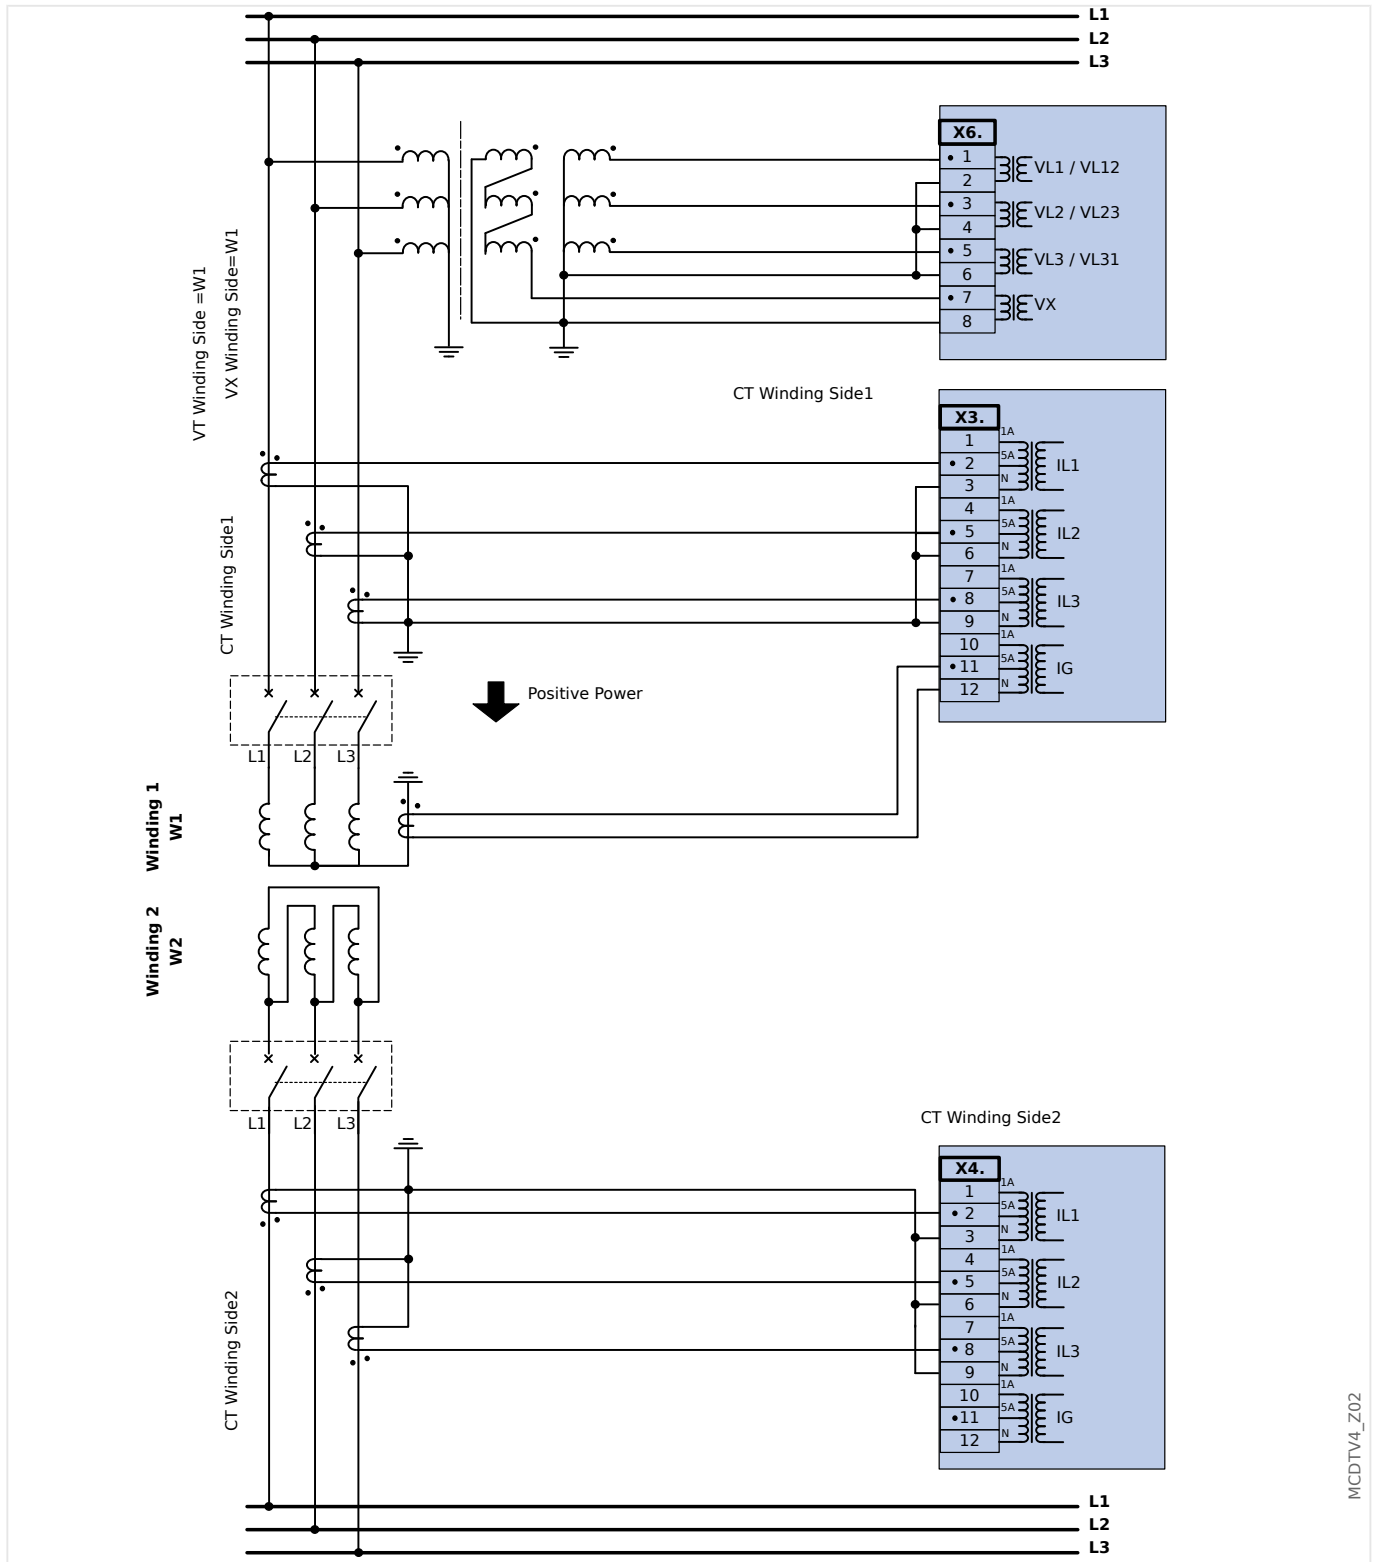 L1
L2
L3
X6.
1
VL1 / VL12
2
3
VL2 / VL23
4
5
VL3 / VL31
6
7
VX
8
VT Winding Side =W1
VX Winding Side=W1
CT Winding Side1
X3.
1
1A
2
5A
IL1
3
N
4
1A
5
5A
IL2
6
N
7
1A
8
5A
IL3
9
N
10
1A
11
5A
IG
12
N
CT Winding Side1
Positive Power
L1 L2 L3
Winding 1
W1
Winding 2
W2
L1 L2 L3
CT Winding Side2
X4.
1
1A
2
5A
IL1
3
N
4
1A
5
5A
IL2
6
N
7
1A
8
5A
IL3
9
N
10
1A
11
5A
IG
12
N
CT Winding Side2
MCDTV4_Z02
L1
L2
L3